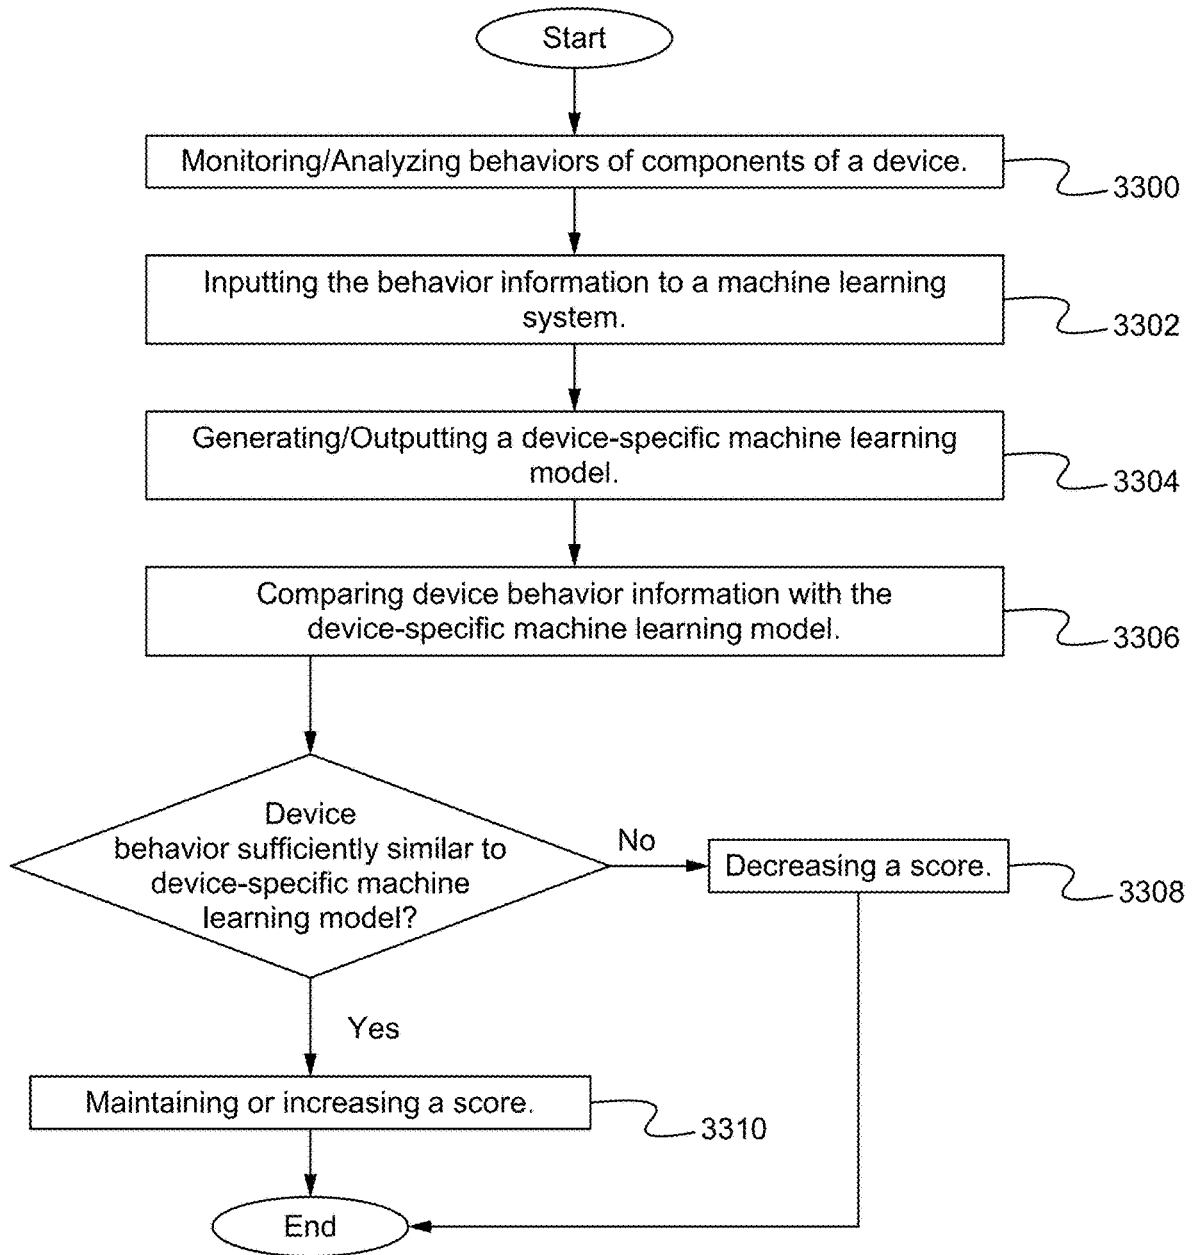 Start
Monitoring/Analyzing behaviors of components of a device.
3300
Inputting the behavior information to a machine learning
system.
3302
Generating/Outputting a device-specific machine learning
model.
3304
Comparing device behavior information with the
device-specific machine learning model.
3306
Device
behavior sufficiently similar to
device-specific machine
learning model?
No
Decreasing a score.
3308
Yes
Maintaining or increasing a score.
3310
End